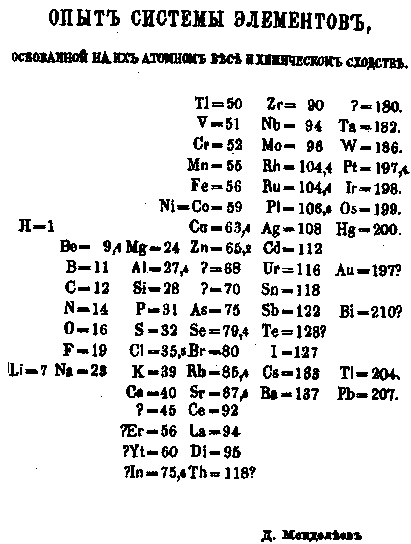 ОПЫТЪ СИСТЕМЫ ЭЛЕМЕНТОВЪ,
ОСНОВАННОЙ НА ИХЪ АТОМНОМЪ ВѢСѢ И ХИМИЧЕСКОМЪ СХОДСТВѢ.
Tl=50 Zr= 90 ?=180.
V=51 Nb= 94 Ta=182.
Cr=52 Mo= 96 W=186.
Mn=55 Rh=104,4 Pt=197,4
Fe=56 Ru=104,4 Ir=198.
Ni=Co=59 Pl=106,6 Os=199.
H=1 Cu=63,4 Ag=108 Hg=200.
Be= 9,4 Mg=24 Zn=65,2 Cd=112
B=11 Al=27,4 ?=68 Ur=116 Au=197?
C=12 Si=28 ?=70 Sn=118
N=14 P=31 As=75 Sb=122 Bi=210?
O=16 S=32 Se=79,4 Te=128?
F=19 Cl=35,5 Br=80 I=127
Li=7 Na=23 K=39 Rb=85,4 Cs=133 Tl=204.
Ca=40 Sr=87,6 Ba=137 Pb=207.
?=45 Ce=92
?Er=56 La=94
?Yt=60 Di=95
?In=75,6 Th=118?
Д. Менделѣевъ